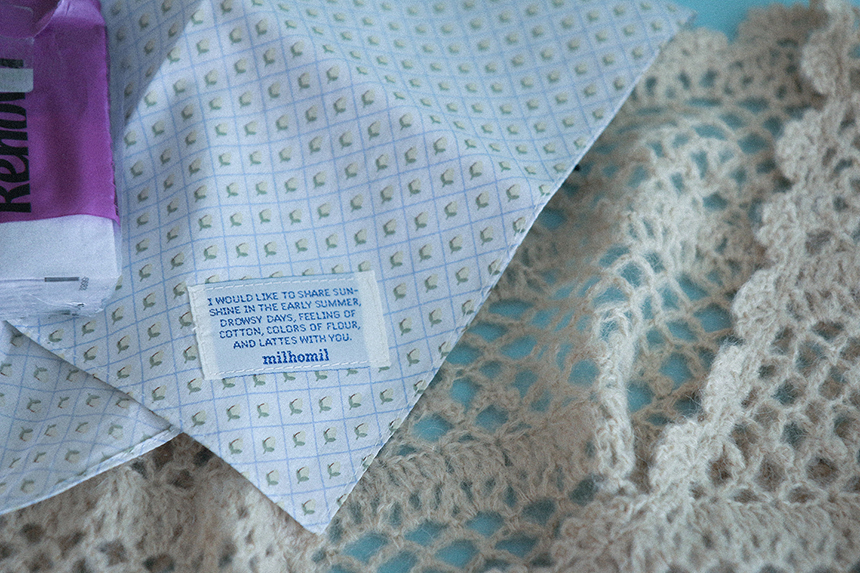 Renova
I WOULD LIKE TO SHARE SUN-
SHINE IN THE EARLY SUMMER,
DROWSY DAYS, FEELING OF
COTTON, COLORS OF FLOUR,
AND LATTES WITH YOU.
milhomil